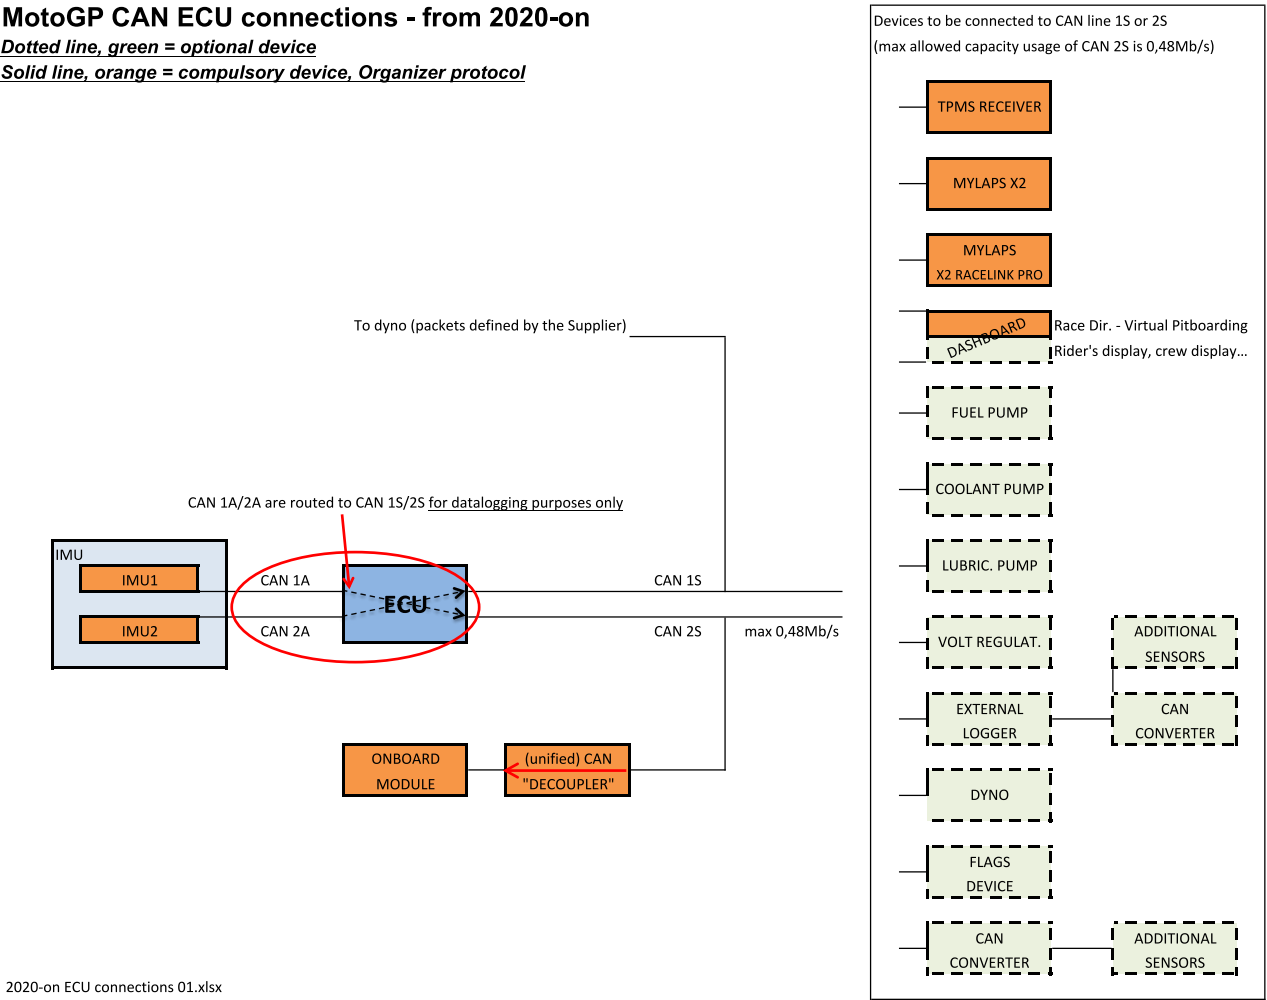 MotoGP CAN ECU connections - from 2020-on
Dotted line, green = optional device
Solid line, orange = compulsory device, Organizer protocol
Devices to be connected to CAN line 1S or 2S
(max allowed capacity usage of CAN 2S is 0,48Mb/s)
TPMS RECEIVER
MYLAPS X2
MYLAPS
X2 RACELINK PRO
DASHBOARD
Race Dir. - Virtual Pitboarding
Rider's display, crew display...
FUEL PUMP
COOLANT PUMP
LUBRIC. PUMP
VOLT REGULAT.
ADDITIONAL
SENSORS
EXTERNAL
LOGGER
CAN
CONVERTER
DYNO
FLAGS
DEVICE
CAN
CONVERTER
ADDITIONAL
SENSORS
To dyno (packets defined by the Supplier)
CAN 1A/2A are routed to CAN 1S/2S for datalogging purposes only
IMU
IMU1
IMU2
CAN 1A
CAN 2A
ECU
CAN 1S
CAN 2S
max 0,48Mb/s
ONBOARD
MODULE
(unified) CAN
"DECOUPLER"
2020-on ECU connections 01.xlsx